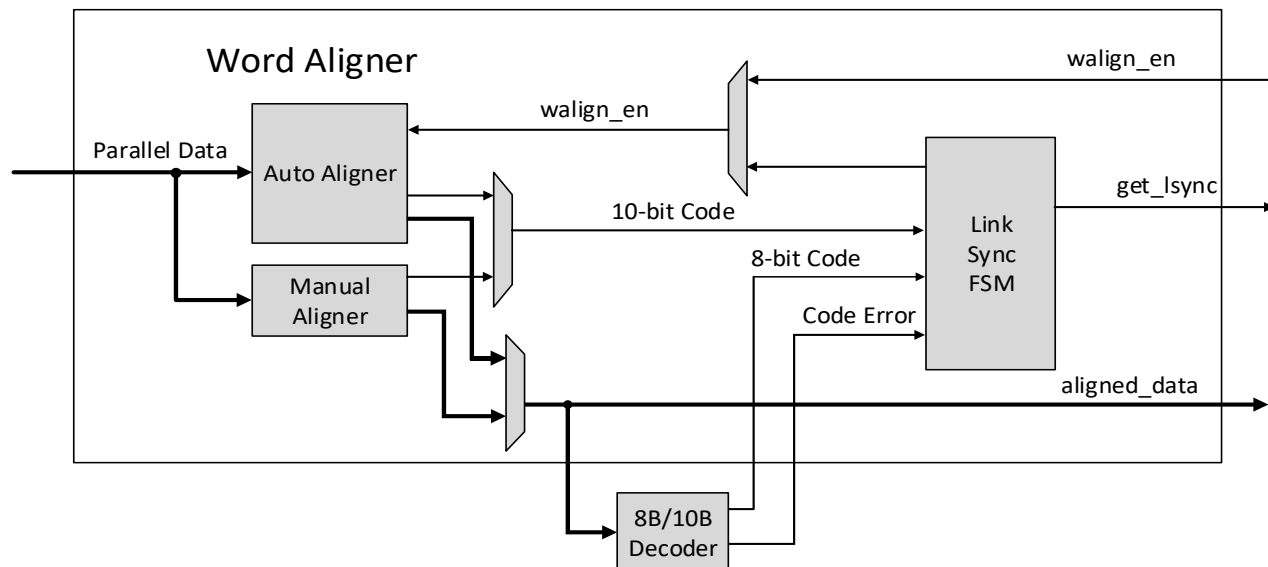 Word Aligner
walign_en
walign_en
Parallel Data
Auto Aligner
get_lsync
10-bit Code
Link
Sync
FSM
8-bit Code
Manual
Aligner
Code Error
aligned_data
8B/10B
Decoder